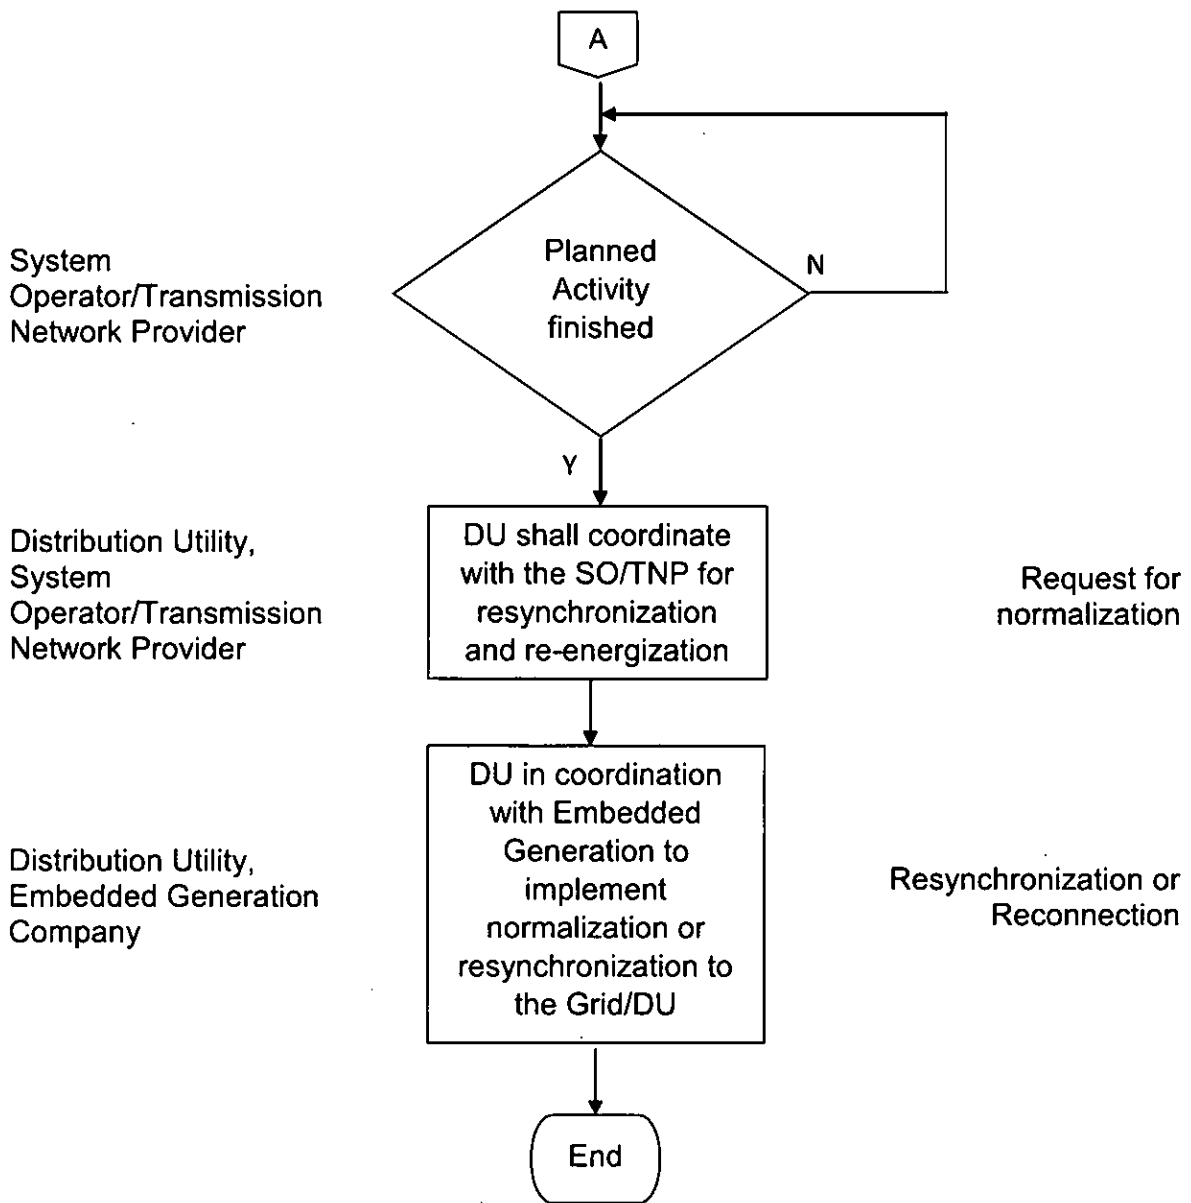 A
System
Operator/Transmission
Network Provider
Planned
Activity
finished
N
Y
Distribution Utility,
System
Operator/Transmission
Network Provider
DU shall coordinate
with the SO/TNP for
resynchronization
and re-energization
Request for
normalization
Distribution Utility,
Embedded Generation
Company
DU in coordination
with Embedded
Generation to
implement
normalization or
resynchronization to
the Grid/DU
Resynchronization or
Reconnection
End